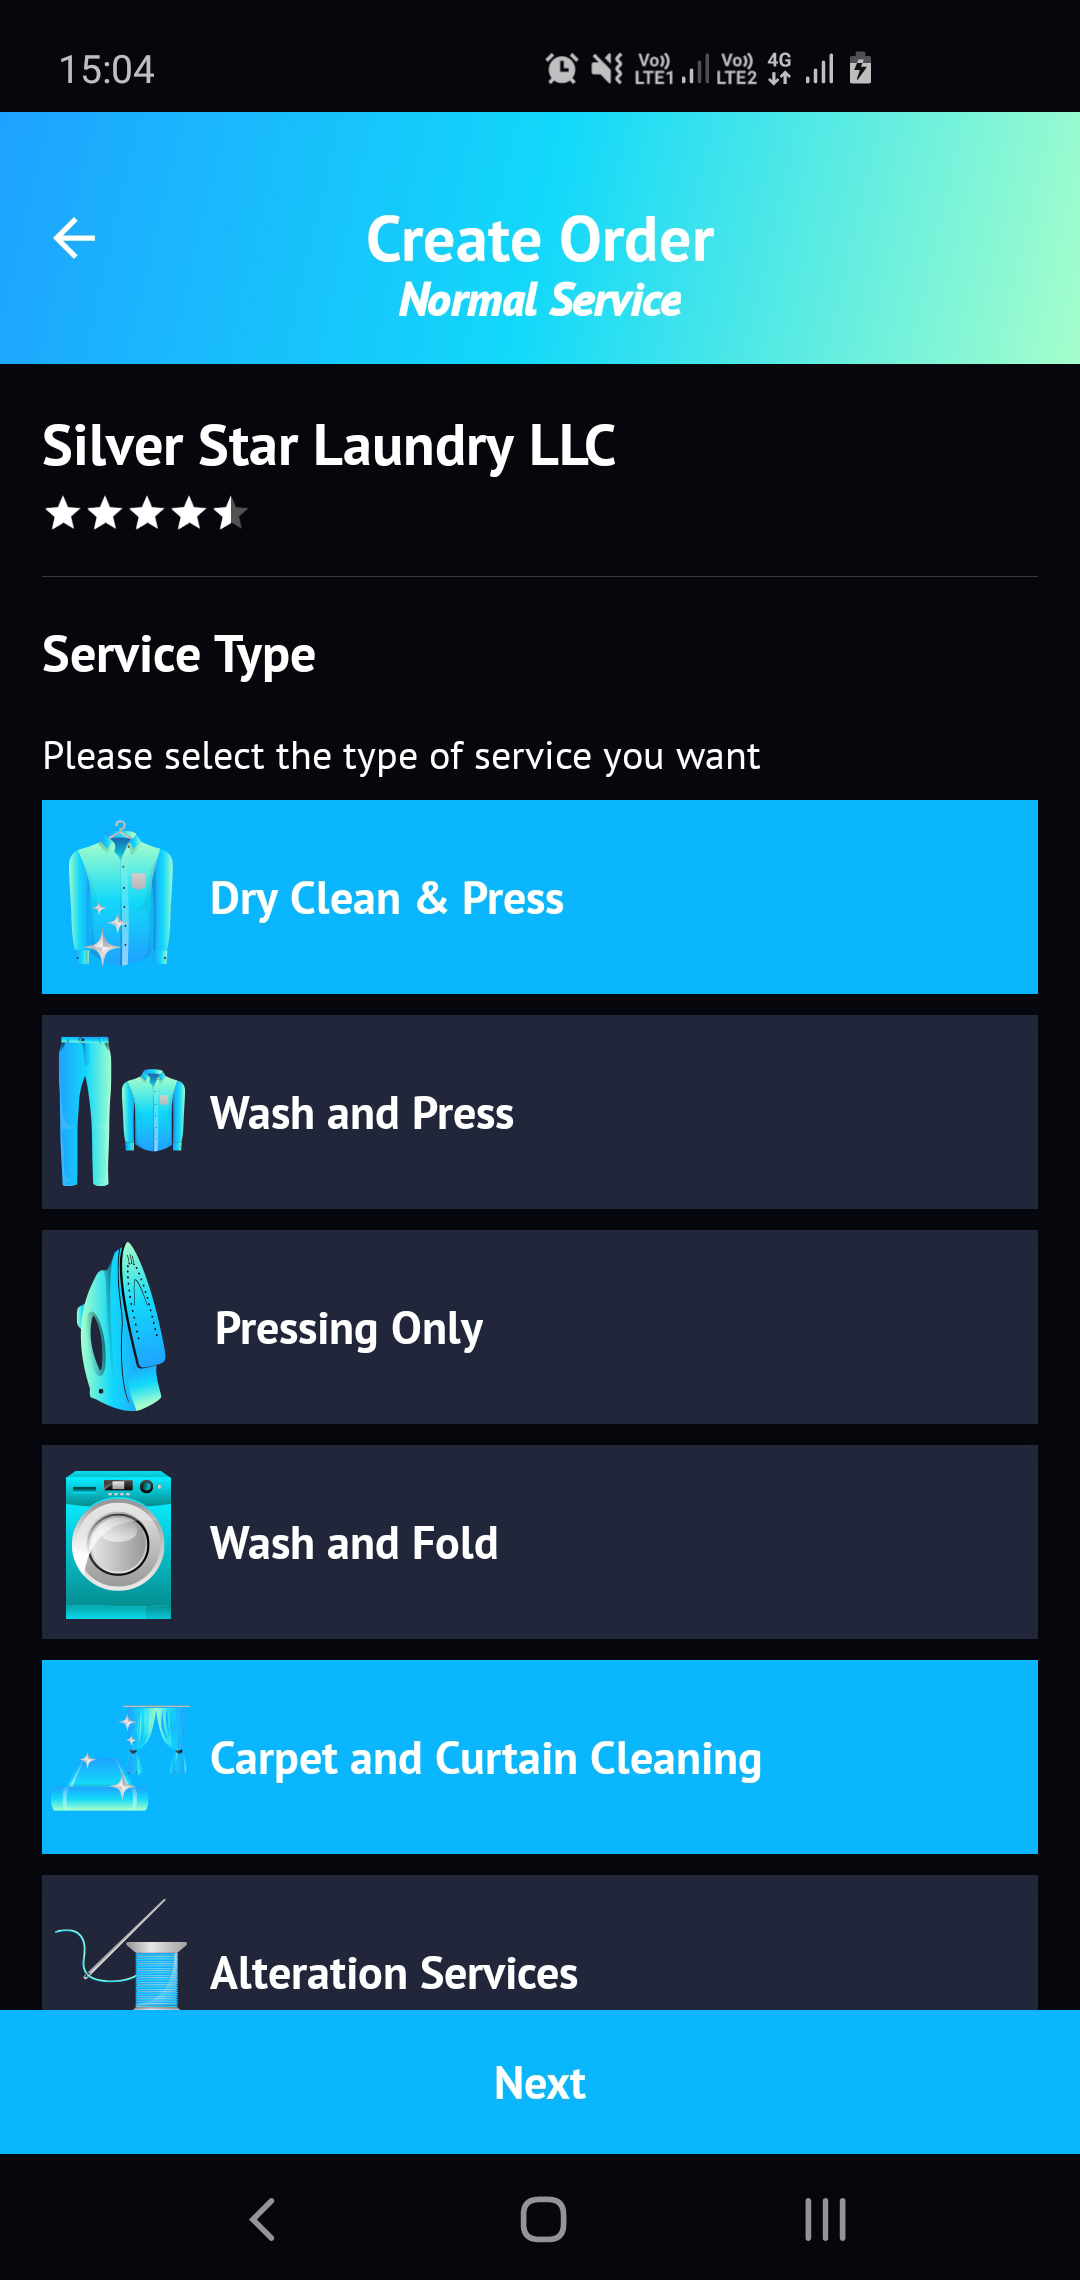 15:04
Vo)) LTE1 Vo)) LTE2 4G
Create Order
Normal Service
Silver Star Laundry LLC
Service Type
Please select the type of service you want
Dry Clean & Press
Wash and Press
Pressing Only
Wash and Fold
Carpet and Curtain Cleaning
Alteration Services
Next